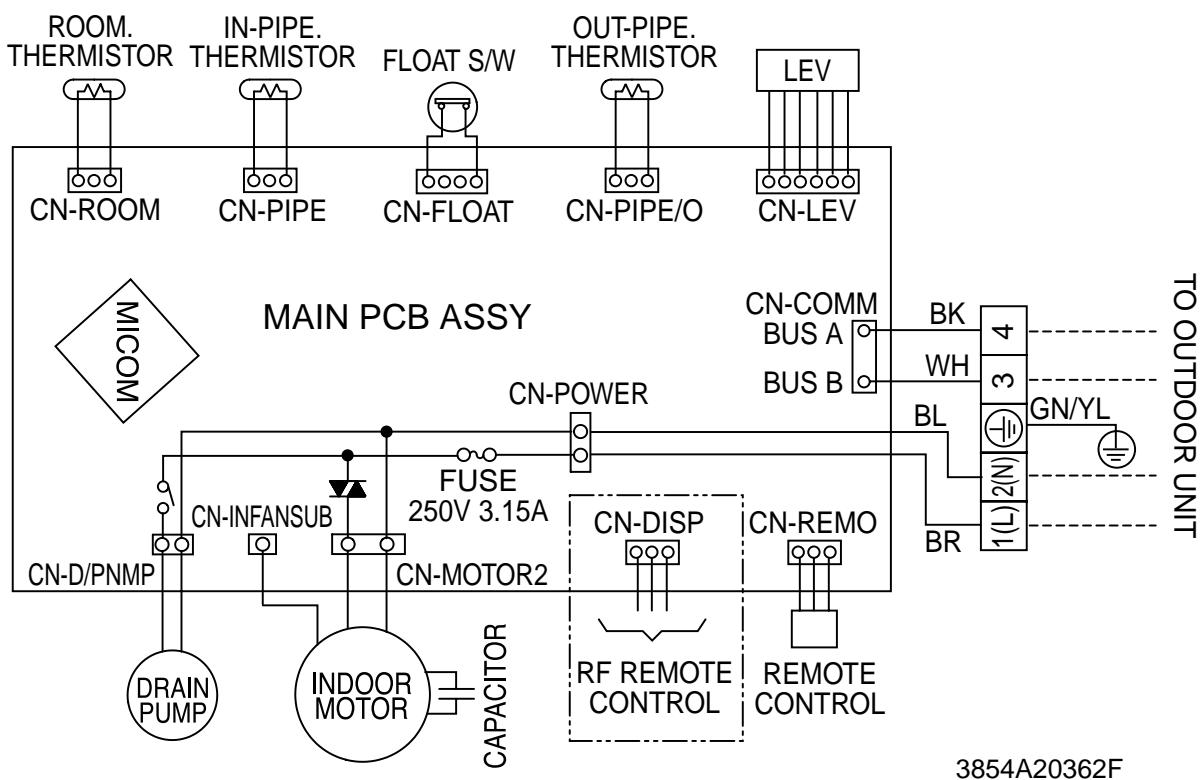 ROOM.
THERMISTOR
IN-PIPE.
THERMISTOR
FLOAT S/W
OUT-PIPE.
THERMISTOR
LEV
CN-ROOM
CN-PIPE
CN-FLOAT
CN-PIPE/O
CN-LEV
MICOM
MAIN PCB ASSY
CN-COMM
BUS A
BUS B
BK
WH
4
3
GN/YL
BL
2(N)
1(L)
BR
TO OUTDOOR UNIT
CN-POWER
FUSE
250V 3.15A
CN-INFANSUB
CN-D/PNMP
CN-MOTOR2
CN-DISP
CN-REMO
DRAIN
PUMP
INDOOR
MOTOR
CAPACITOR
RF REMOTE
CONTROL
REMOTE
CONTROL
3854A20362F